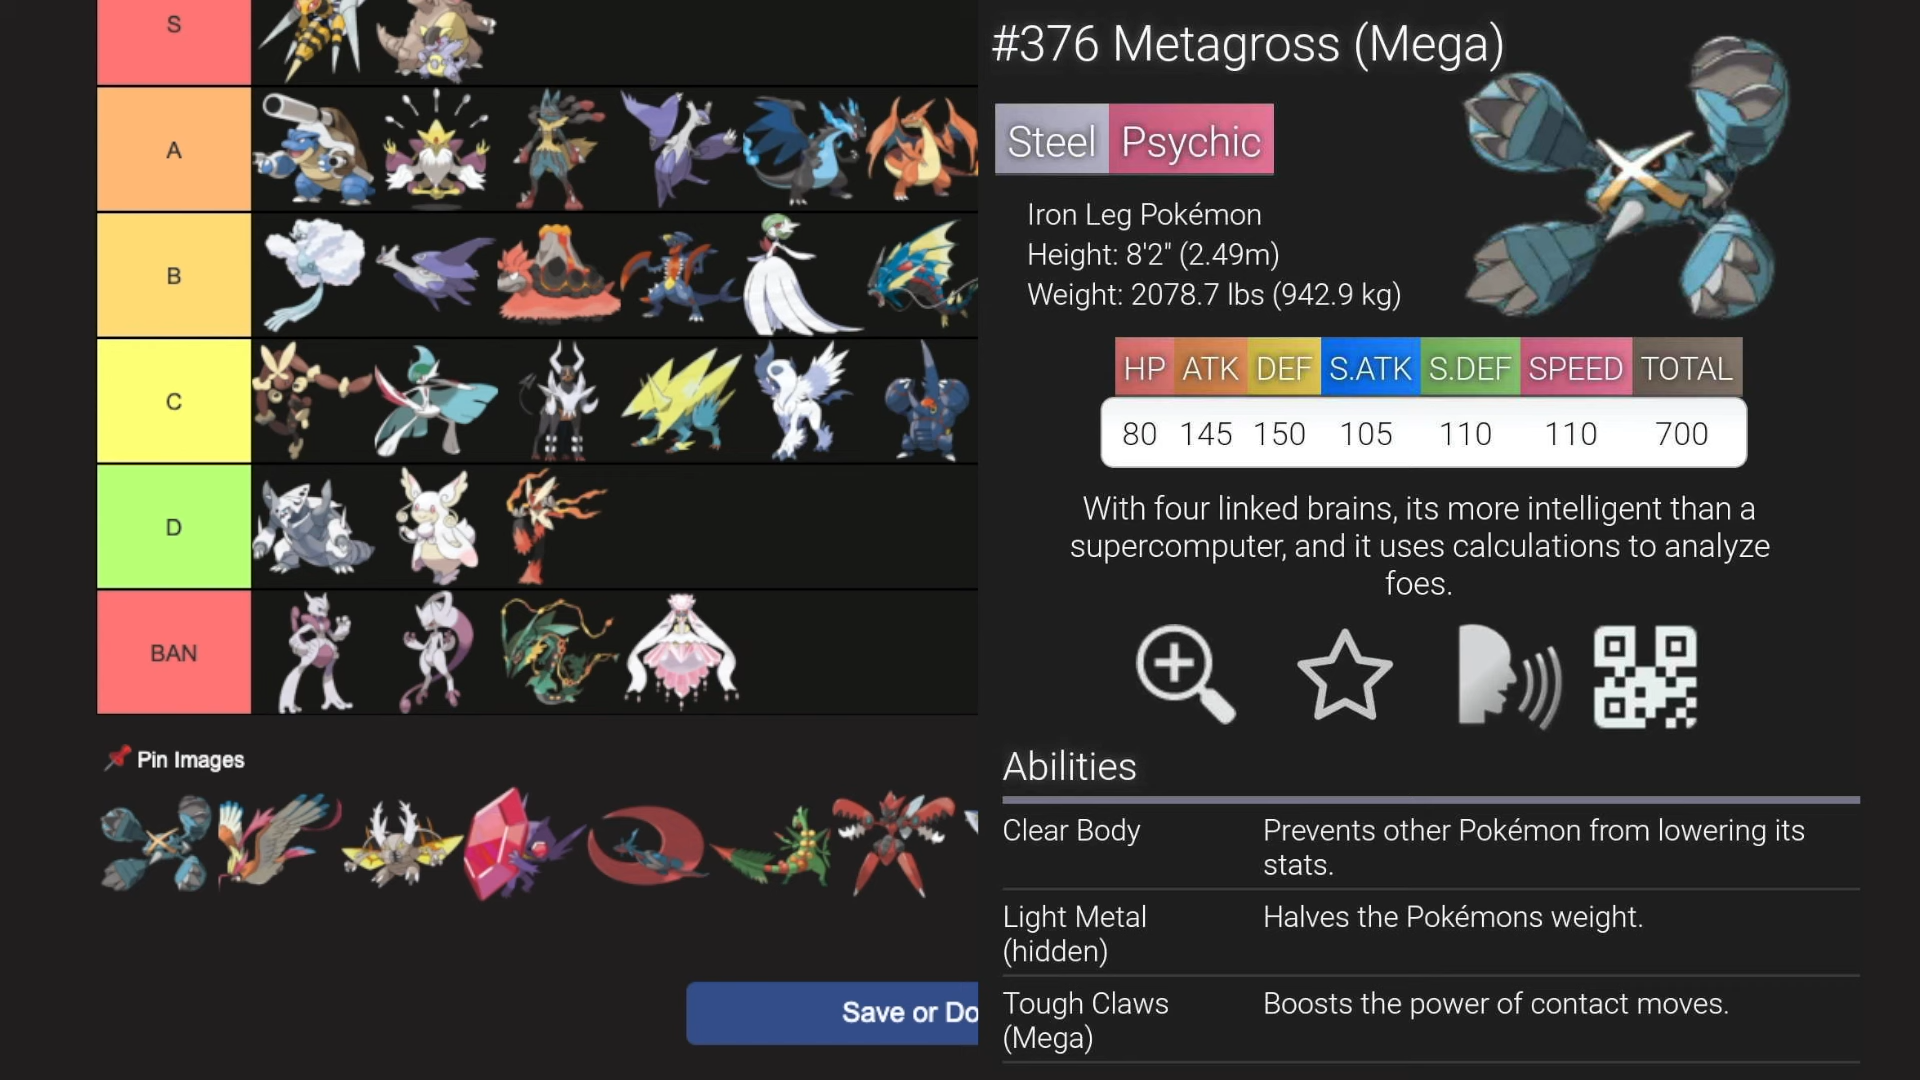 S
A
B
C
D
BAN
Pin Images
Save or Do
#376 Metagross (Mega)
Steel Psychic
Iron Leg Pokémon
Height: 8'2" (2.49m)
Weight: 2078.7 lbs (942.9 kg)
HP ATK DEF S.ATK S.DEF SPEED TOTAL
80 145 150 105 110 110 700
With four linked brains, its more intelligent than a
supercomputer, and it uses calculations to analyze
foes.
Abilities
Clear Body Prevents other Pokémon from lowering its
stats.
Light Metal Halves the Pokémons weight.
(hidden)
Tough Claws Boosts the power of contact moves.
(Mega)